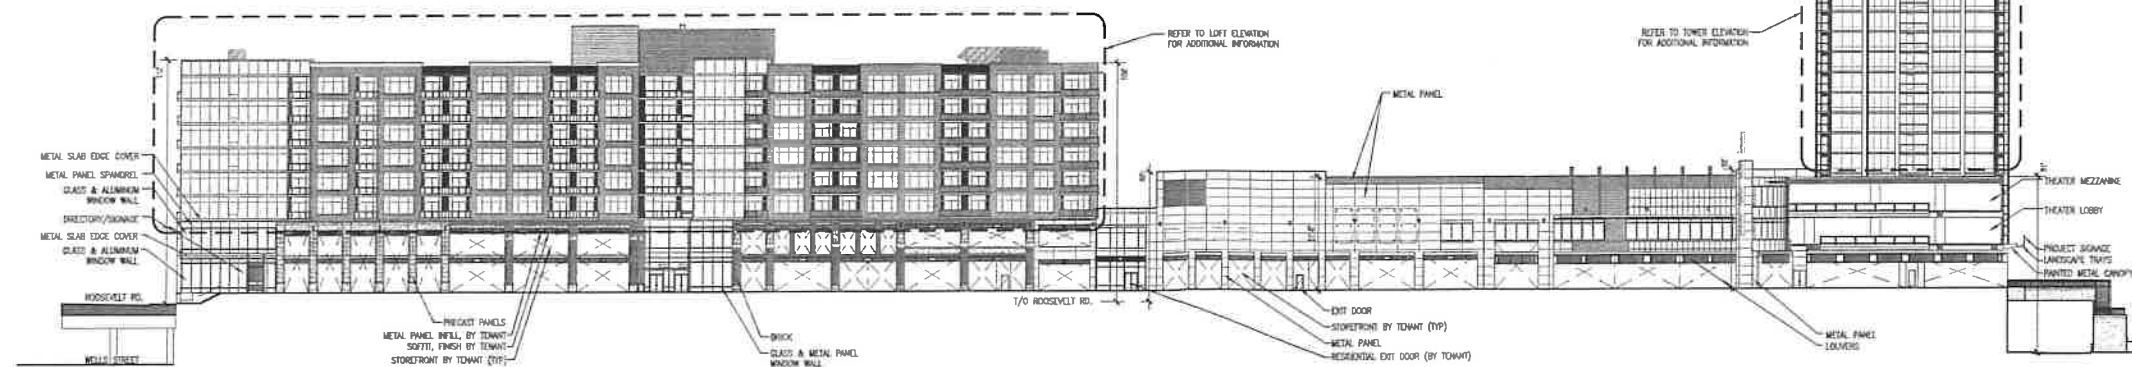 REFER TO LOFT ELEVATION
FOR ADDITIONAL INFORMATION
REFER TO TOWER ELEVATION
FOR ADDITIONAL INFORMATION
METAL PANEL
METAL SLAB EDGE COVER
METAL PANEL SPANDREL
GLASS & ALUMINUM
WINDOW WALL
DIRECTORY/SIGNAGE
METAL SLAB EDGE COVER
GLASS & ALUMINUM
WINDOW WALL
ROOSEVELT RD.
WELLS STREET
PRECAST PANELS
METAL PANEL INFILL, BY TENANT
SOFFIT, FINISH BY TENANT
STOREFRONT BY TENANT (TYP)
BRICK
GLASS & METAL PANEL
WINDOW WALL
T/O ROOSEVELT RD.
EXIT DOOR
STOREFRONT BY TENANT (TYP)
METAL PANEL
RESIDENTIAL EXIT DOOR (BY TENANT)
METAL PANEL
LOUVERS
THEATER MEZZANINE
THEATER LOBBY
PROJECT SIGNAGE
LANDSCAPE TRAYS
PAINTED METAL CANOPY